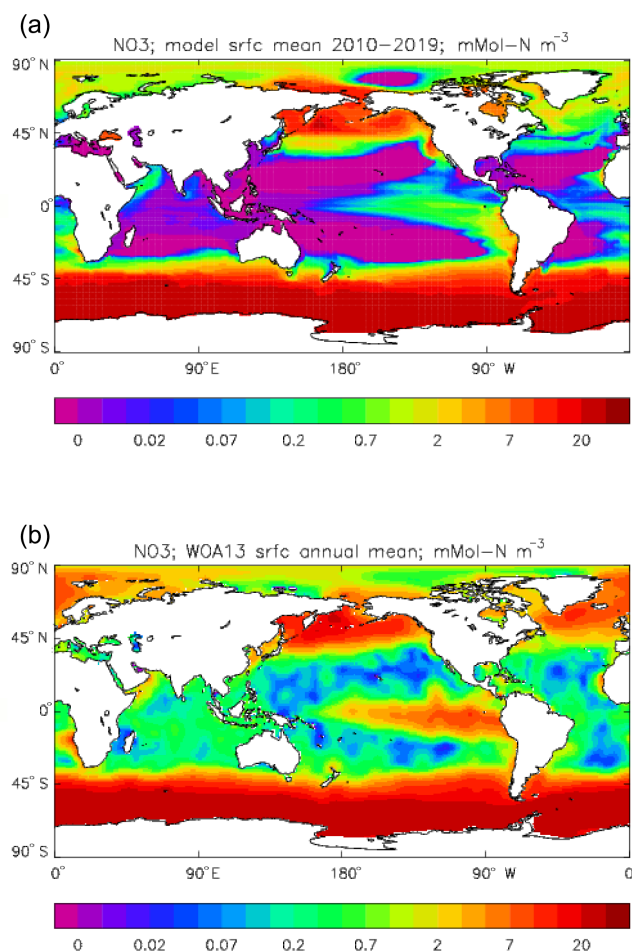 (a)
NO3; model srfc mean 2010−2019; mMol−N m⁻³
90° N
45° N
0°
45° S
90° S
0° 90°E 180° 90° W
0 0.02 0.07 0.2 0.7 2 7 20
(b)
NO3; WOA13 srfc annual mean; mMol−N m⁻³
90° N
45° N
0°
45° S
90° S
0° 90°E 180° 90° W 0
0 0.02 0.07 0.2 0.7 2 7 20